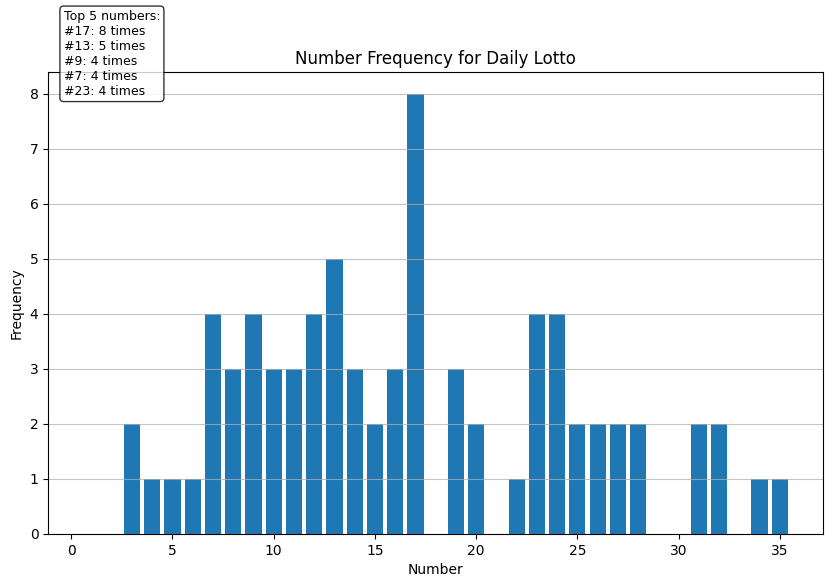 Top 5 numbers:
#17: 8 times
#13: 5 times
#9: 4 times
#7: 4 times
#23: 4 times
Number Frequency for Daily Lotto
Frequency
8
7
6
5
4
3
2
1
0
0 5 10 15 20 25 30 35
Number